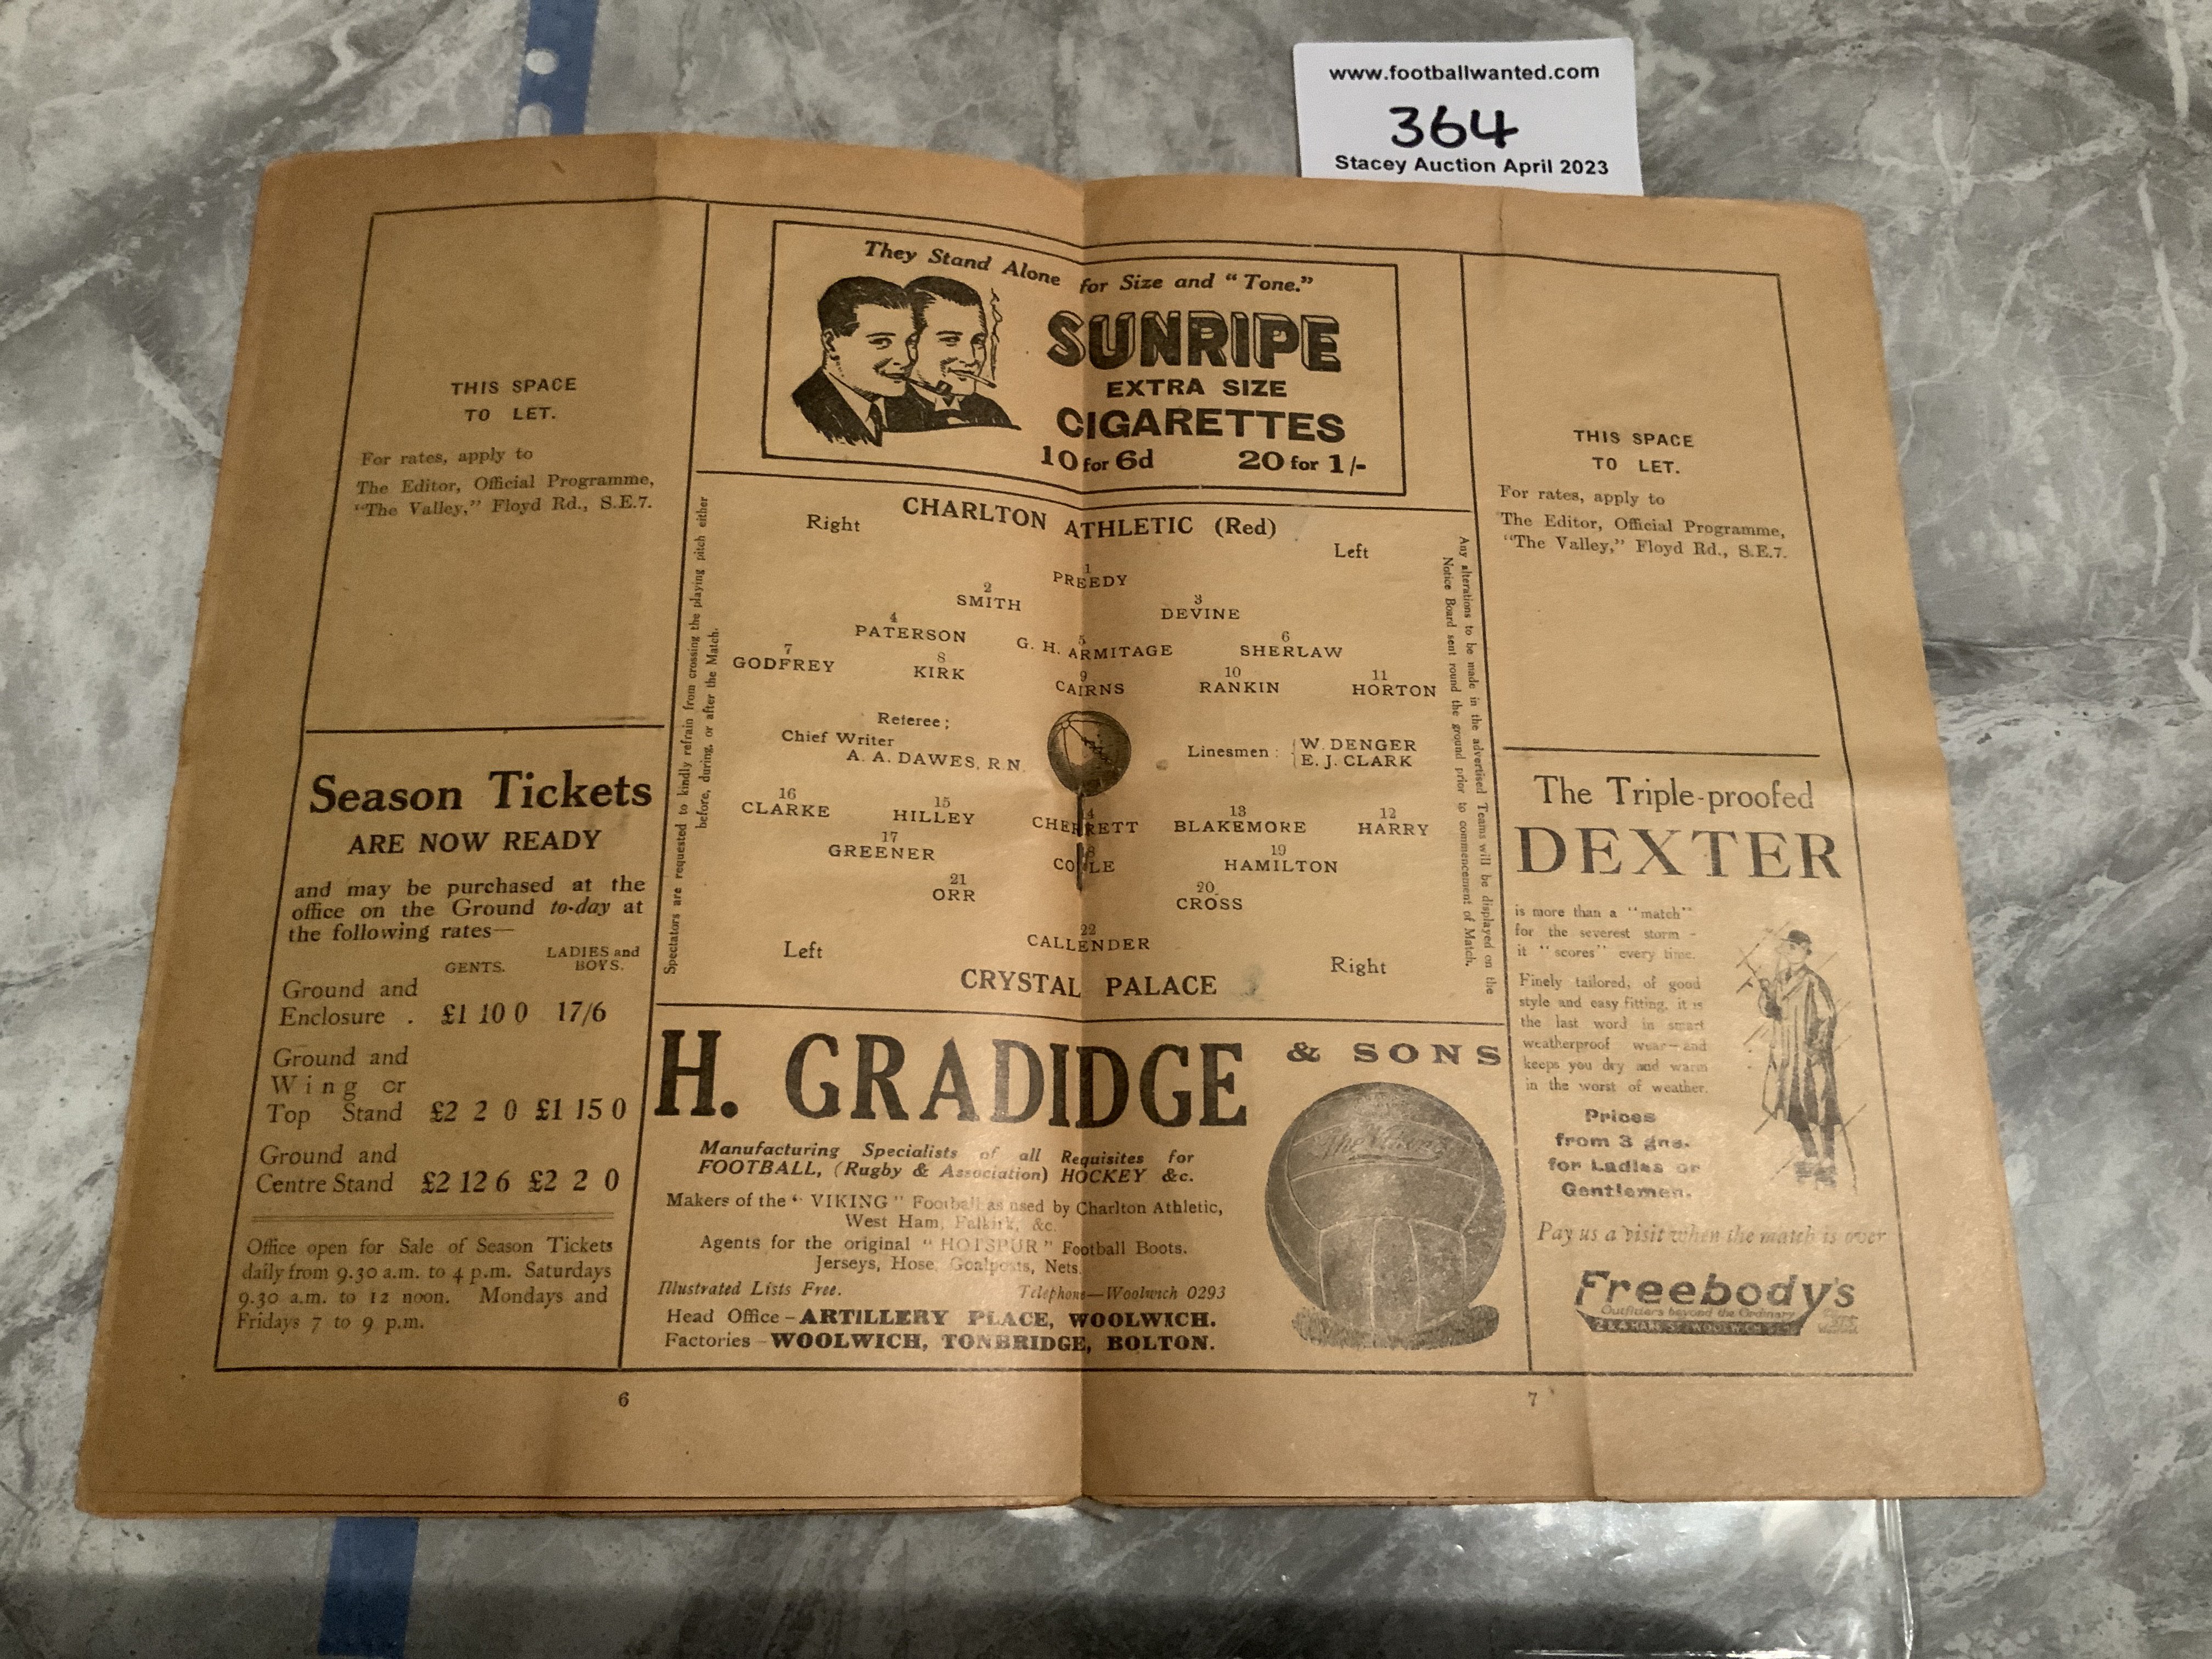 www.footballwanted.com
364
Stacey Auction April 2023
THIS SPACE
TO LET.
For rates, apply to
The Editor, Official Programme,
"The Valley," Floyd Rd., S.E.7.
Season Tickets
ARE NOW READY
and may be purchased at the
office on the Ground to-day at
the following rates—
GENTS. LADIES and
BOYS.
Ground and
Enclosure . £1 10 0 17/6
Ground and
Wing or
Top Stand £2 2 0 £1 15 0
Ground and
Centre Stand £2 12 6 £2 2 0
Office open for Sale of Season Tickets
daily from 9.30 a.m. to 4 p.m. Saturdays
9.30 a.m. to 12 noon. Mondays and
Fridays 7 to 9 p.m.
6
They Stand Alone for Size and "Tone."
SUNRIPE
EXTRA SIZE
CIGARETTES
10 for 6d 20 for 1/-
Spectators are requested to kindly refrain from crossing the playing pitch either
before, during, or after the Match.
CHARLTON ATHLETIC (Red)
Right Left
1
PREEDY
2 3
SMITH DEVINE
4 5 6
PATERSON G. H. ARMITAGE SHERLAW
7 8 9 10 11
GODFREY KIRK CAIRNS RANKIN HORTON
Referee;
Chief Writer
A. A. DAWES, R.N.
Linesmen : W. DENGER
E. J. CLARK
16 15 14 13 12
CLARKE HILLEY CHERRETT BLAKEMORE HARRY
17 18 19
GREENER HAMILTON
21 20
ORR CROSS
22
CALLENDER
Left Right
CRYSTAL PALACE
Any alterations to be made in the advertised Teams will be displayed on the
Notice Board sent round the ground prior to commencement of Match.
H. GRADIDGE & SONS
Manufacturing Specialists of all Requisites for
FOOTBALL, (Rugby & Association) HOCKEY &c.
Makers of the "VIKING" Football as used by Charlton Athletic,
West Ham, Falkirk, &c.
Agents for the original "HOTSPUR" Football Boots.
Jerseys, Hose, Goalposts, Nets.
Illustrated Lists Free. Telephone—Woolwich 0293
Head Office – ARTILLERY PLACE, WOOLWICH.
Factories – WOOLWICH, TONBRIDGE, BOLTON.
The
THIS SPACE
TO LET.
For rates, apply to
The Editor, Official Programme,
"The Valley," Floyd Rd., S.E.7.
The Triple-proofed
DEXTER
is more than a "match"
for the severest storm -
it "scores" every time.
Finely tailored, of good
style and easy fitting, it is
the last word in smart
weatherproof wear—and
keeps you dry and warm
in the worst of weather.
Prices
from 3 gns.
for Ladies or
Gentlemen.
Pay us a visit when the match is over
Freebody's
Outfitters beyond the Ordinary
2 & 4 HARE ST WOOLWICH
7